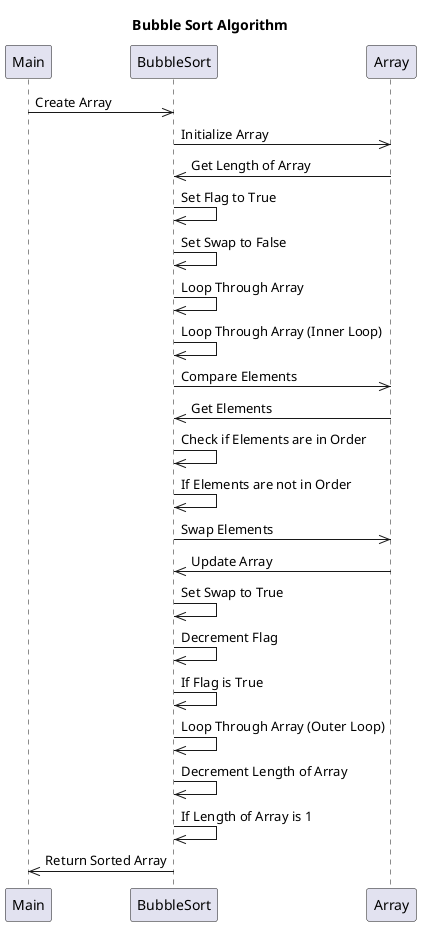 Bubble Sort Algorithm
Main
BubbleSort
Array
Create Array
Initialize Array
Get Length of Array
Set Flag to True
Set Swap to False
Loop Through Array
Loop Through Array (Inner Loop)
Compare Elements
Get Elements
Check if Elements are in Order
If Elements are not in Order
Swap Elements
Update Array
Set Swap to True
Decrement Flag
If Flag is True
Loop Through Array (Outer Loop)
Decrement Length of Array
If Length of Array is 1
Return Sorted Array
Main
BubbleSort
Array